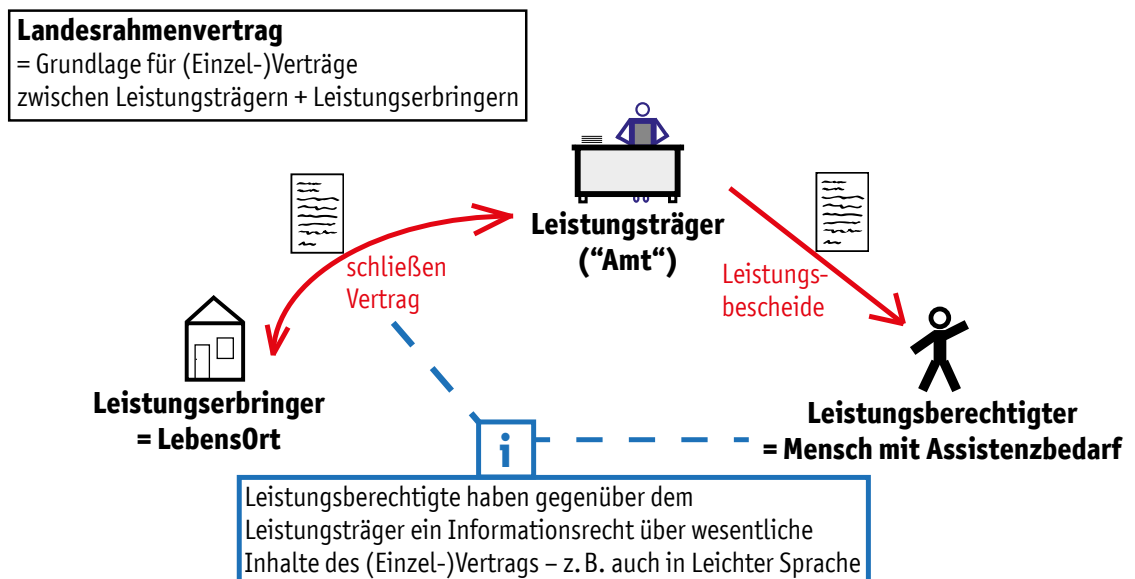 Landesrahmenvertrag
= Grundlage für (Einzel-)Verträge
zwischen Leistungsträgern + Leistungserbringern
Leistungsträger
(“Amt“)
schließen
Vertrag
Leistungs-
bescheide
Leistungserbringer
= LebensOrt
Leistungsberechtigter
= Mensch mit Assistenzbedarf
i
Leistungsberechtigte haben gegenüber dem
Leistungsträger ein Informationsrecht über wesentliche
Inhalte des (Einzel-)Vertrags – z. B. auch in Leichter Sprache